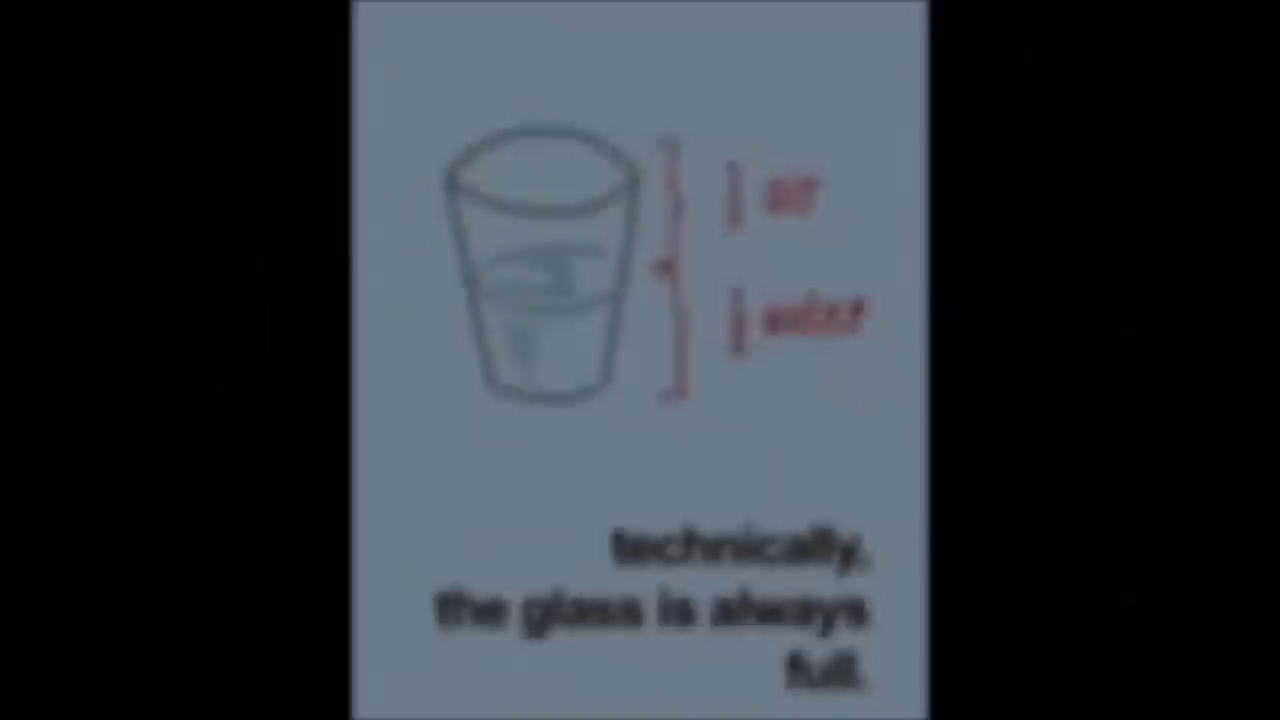 air
water
technically,
the glass is always
full.